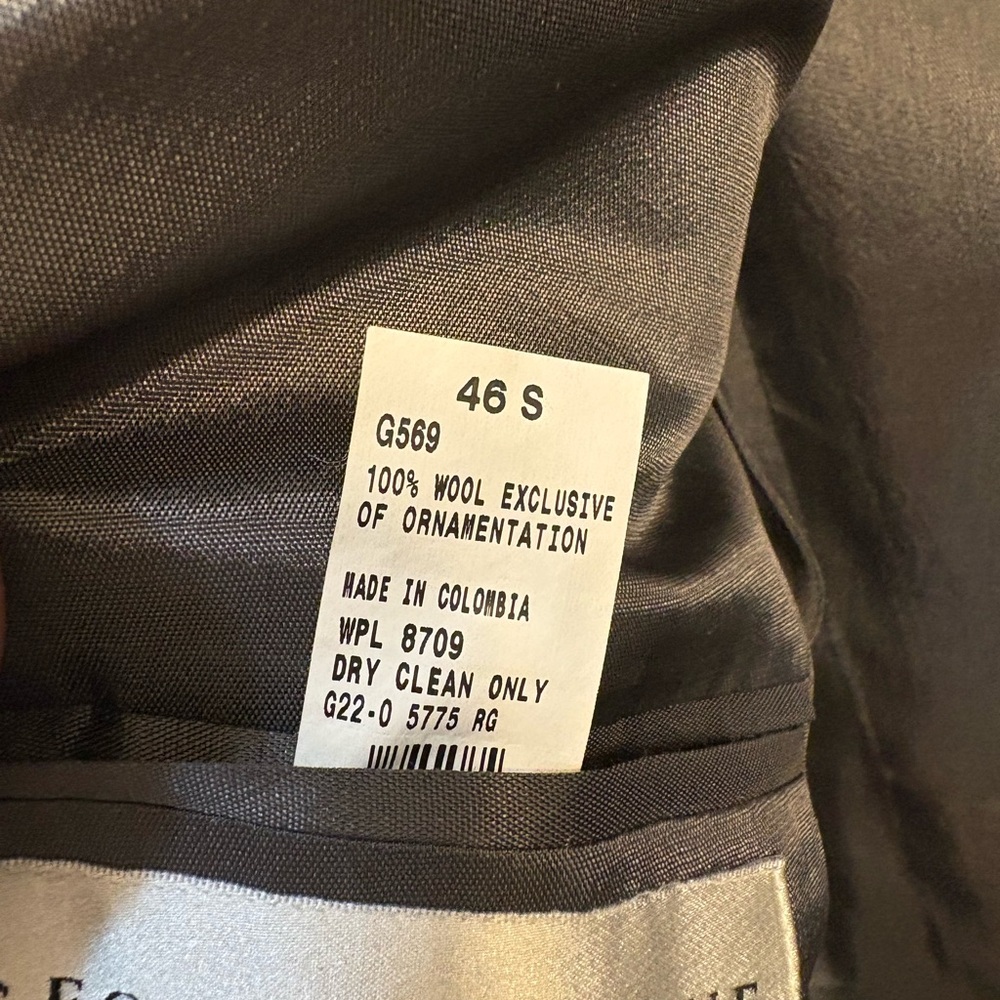 46 S
G569
100% WOOL EXCLUSIVE
OF ORNAMENTATION
MADE IN COLOMBIA
WPL 8709
DRY CLEAN ONLY
G22-0 5775 RG